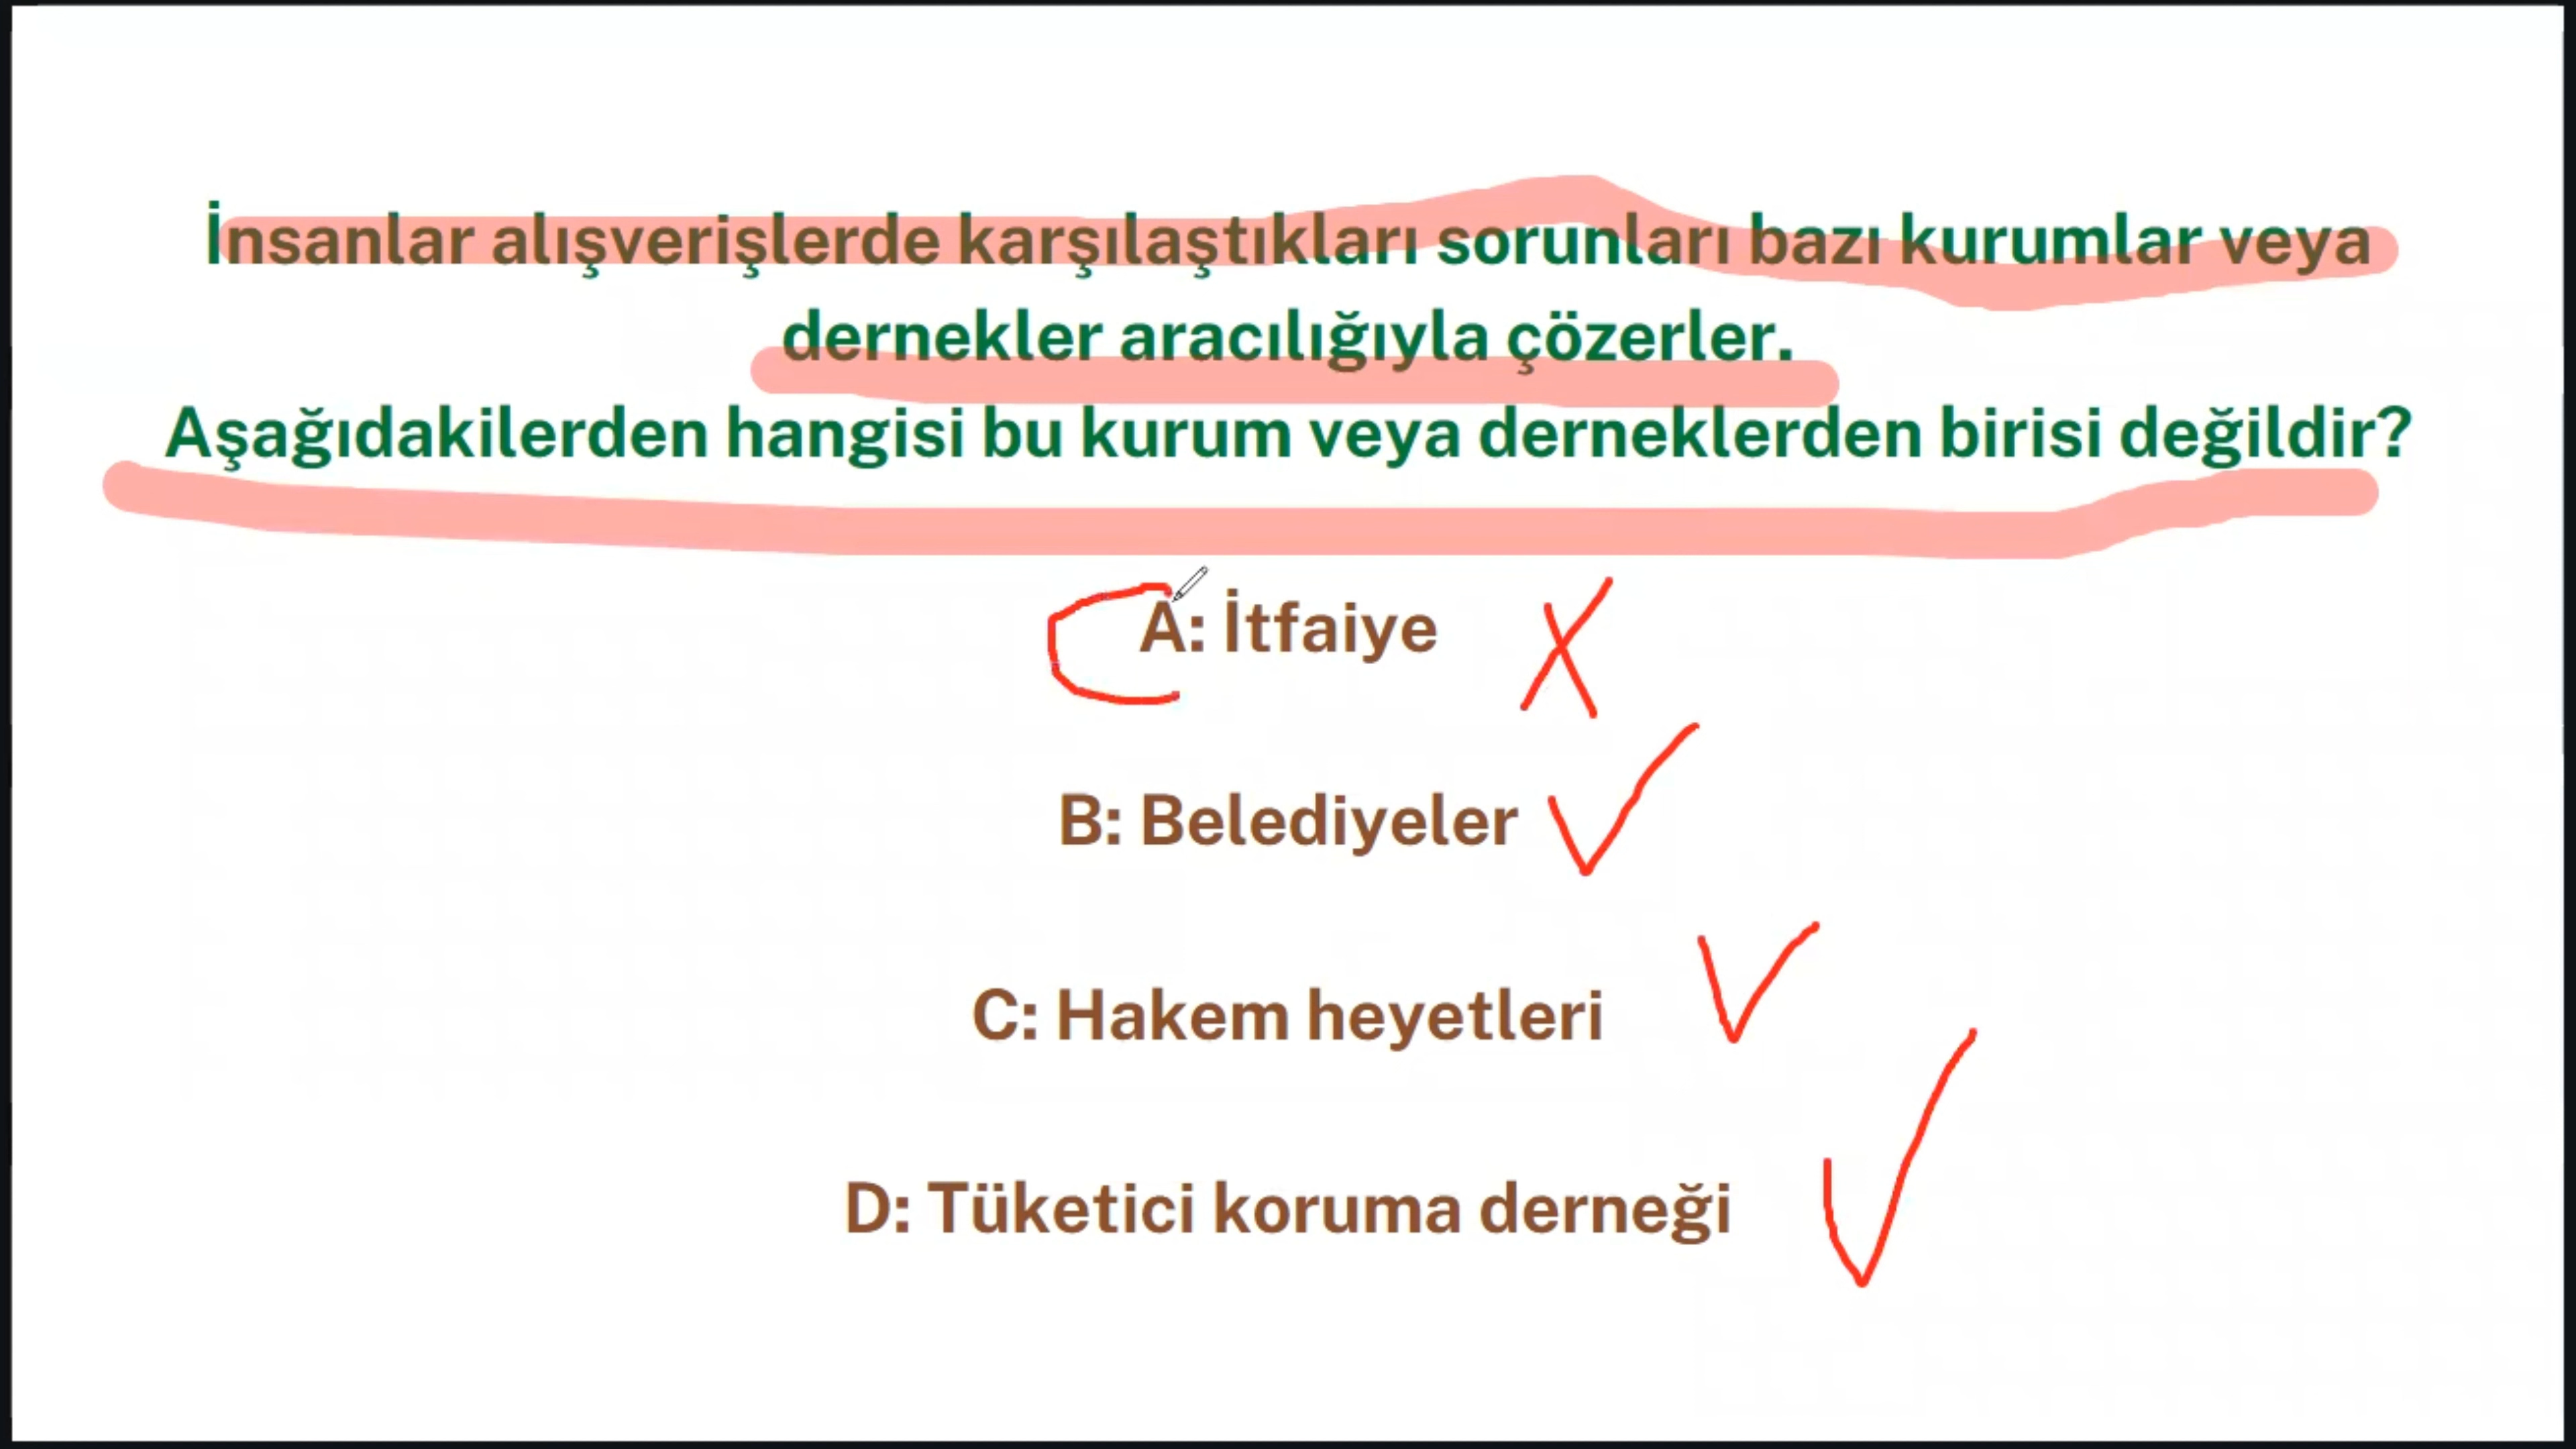 İnsanlar alışverişlerde karşılaştıkları sorunları bazı kurumlar veya
dernekler aracılığıyla çözerler.
Aşağıdakilerden hangisi bu kurum veya derneklerden birisi değildir?
A: İtfaiye
B: Belediyeler
C: Hakem heyetleri
D: Tüketici koruma derneği